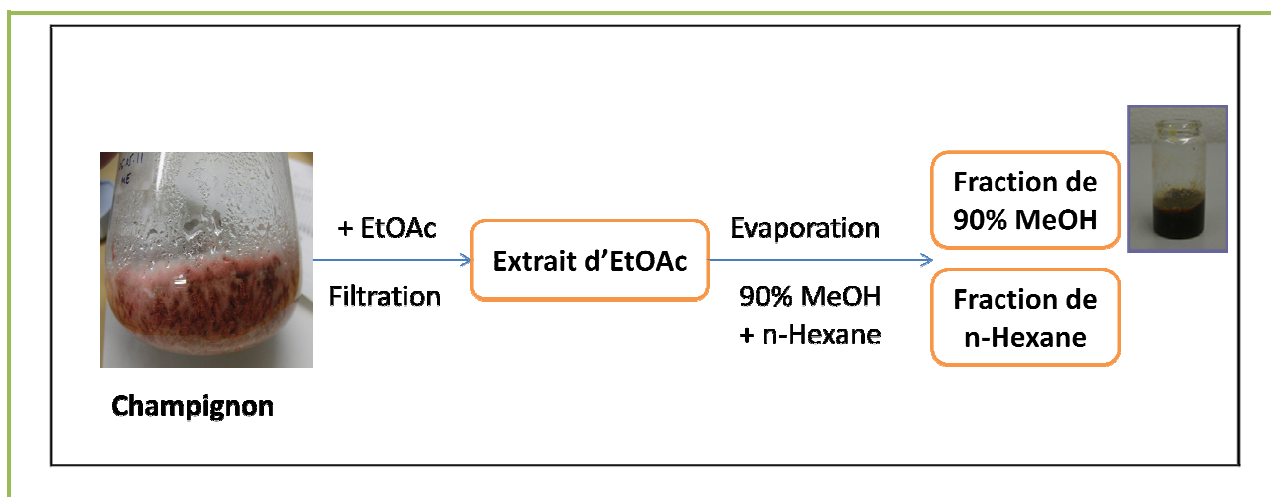 + EtOAc
Filtration
Extrait d'EtOAc
Evaporation
90% MeOH
+ n-Hexane
Fraction de
90% MeOH
Fraction de
n-Hexane
Champignon